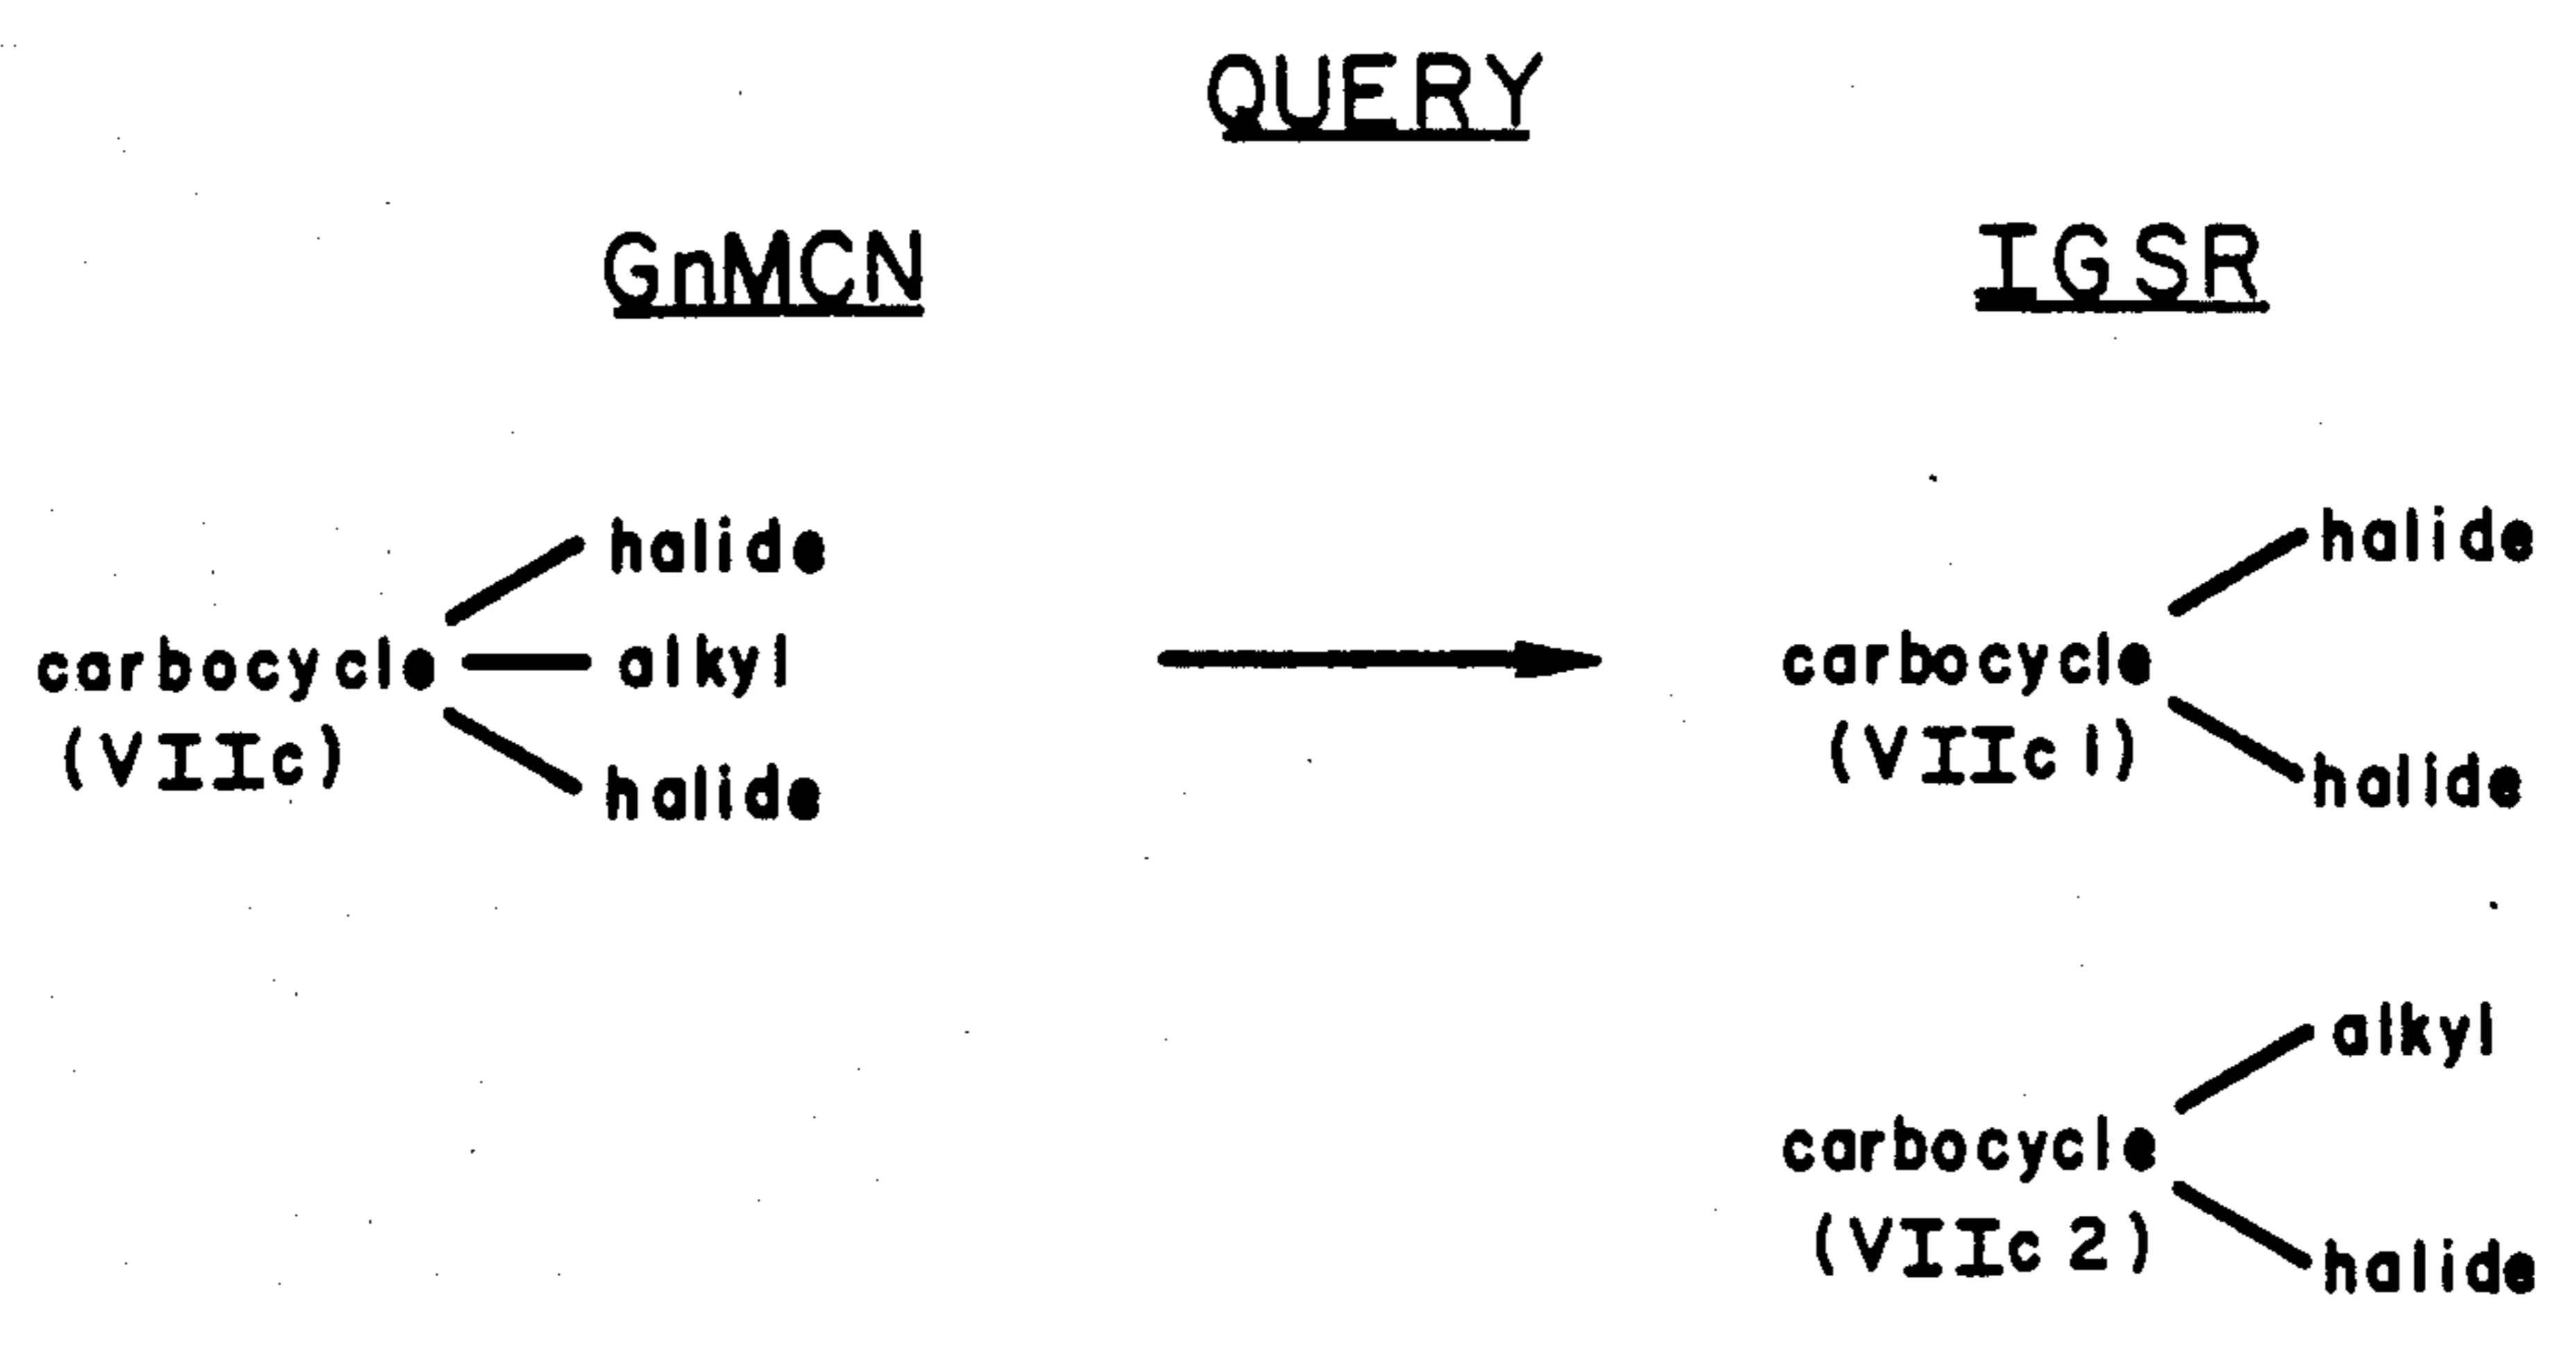 QUERY
GnMCN
IGSR
halide
carbocycle
alkyl
(VIIc)
halide
halide
carbocycle
(VIIc1)
halide
alkyl
carbocycle
(VIIc2)
halide